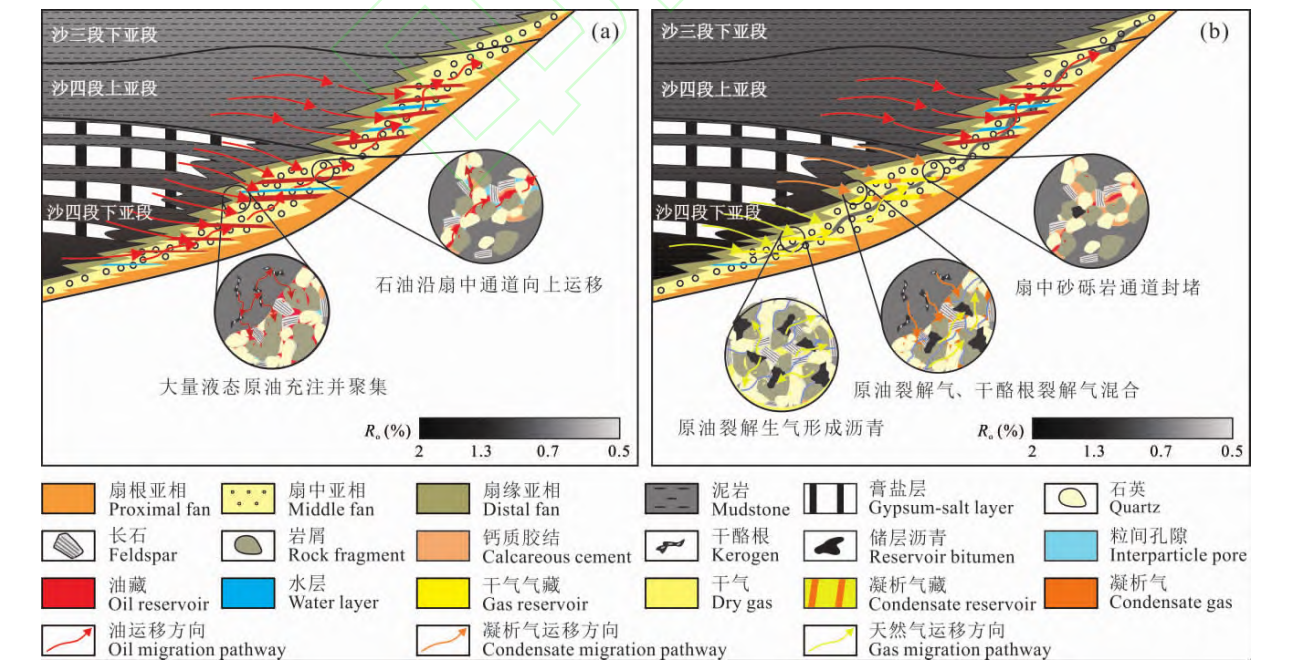 (a)
沙三段下亚段
沙四段上亚段
沙四段下亚段
石油沿扇中通道向上运移
大量液态原油充注并聚集
Rₒ (%)
2 1.3 0.7 0.5
(b)
沙三段下亚段
沙四段上亚段
沙四段下亚段
扇中砂砾岩通道封堵
原油裂解气、干酪根裂解气混合
原油裂解生气形成沥青
Rₒ (%)
2 1.3 0.7 0.5
扇根亚相
Proximal fan
扇中亚相
Middle fan
扇缘亚相
Distal fan
泥岩
Mudstone
膏盐层
Gypsum-salt layer
石英
Quartz
长石
Feldspar
岩屑
Rock fragment
钙质胶结
Calcareous cement
干酪根
Kerogen
储层沥青
Reservoir bitumen
粒间孔隙
Interparticle pore
油藏
Oil reservoir
水层
Water layer
干气气藏
Gas reservoir
干气
Dry gas
凝析气藏
Condensate reservoir
凝析气
Condensate gas
油运移方向
Oil migration pathway
凝析气运移方向
Condensate migration pathway
天然气运移方向
Gas migration pathway